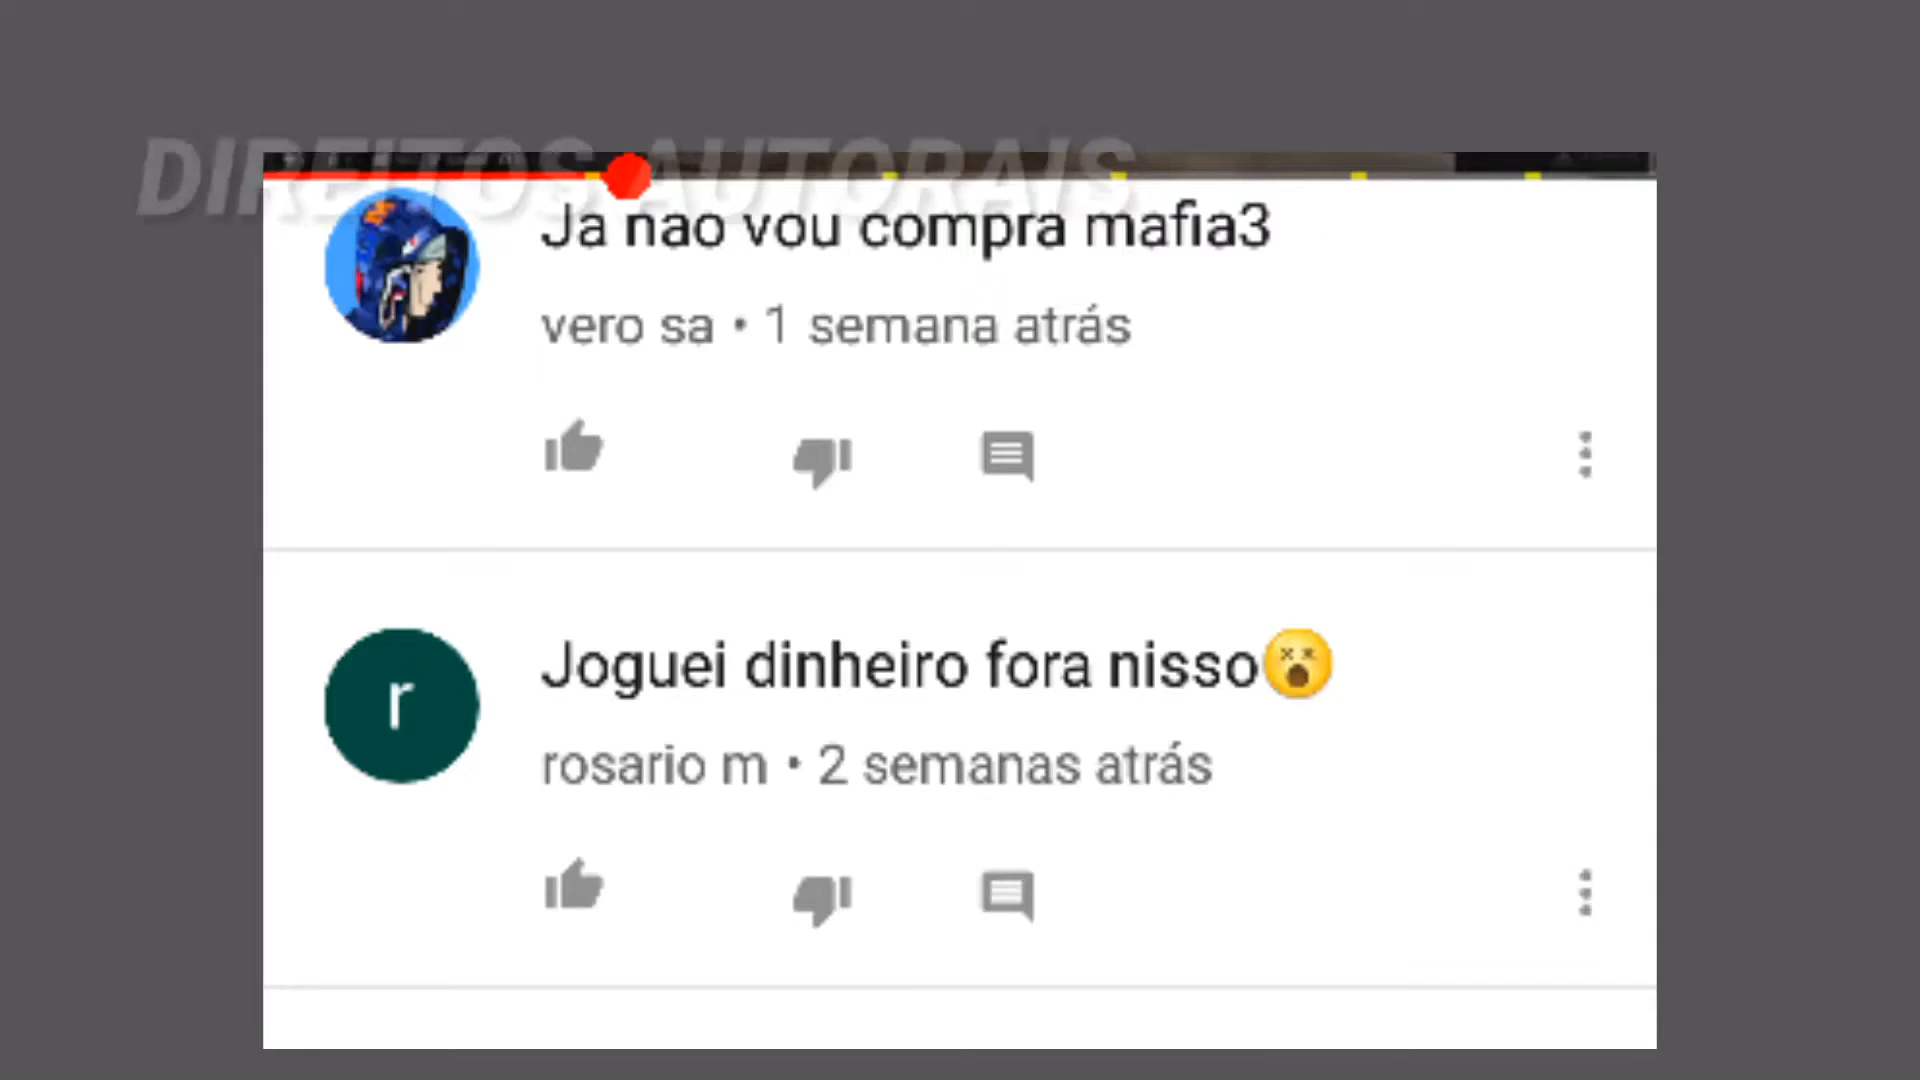 DIREITOS AUTORAIS
Ja nao vou compra mafia3
vero sa • 1 semana atrás
r
Joguei dinheiro fora nisso😵
rosario m • 2 semanas atrás